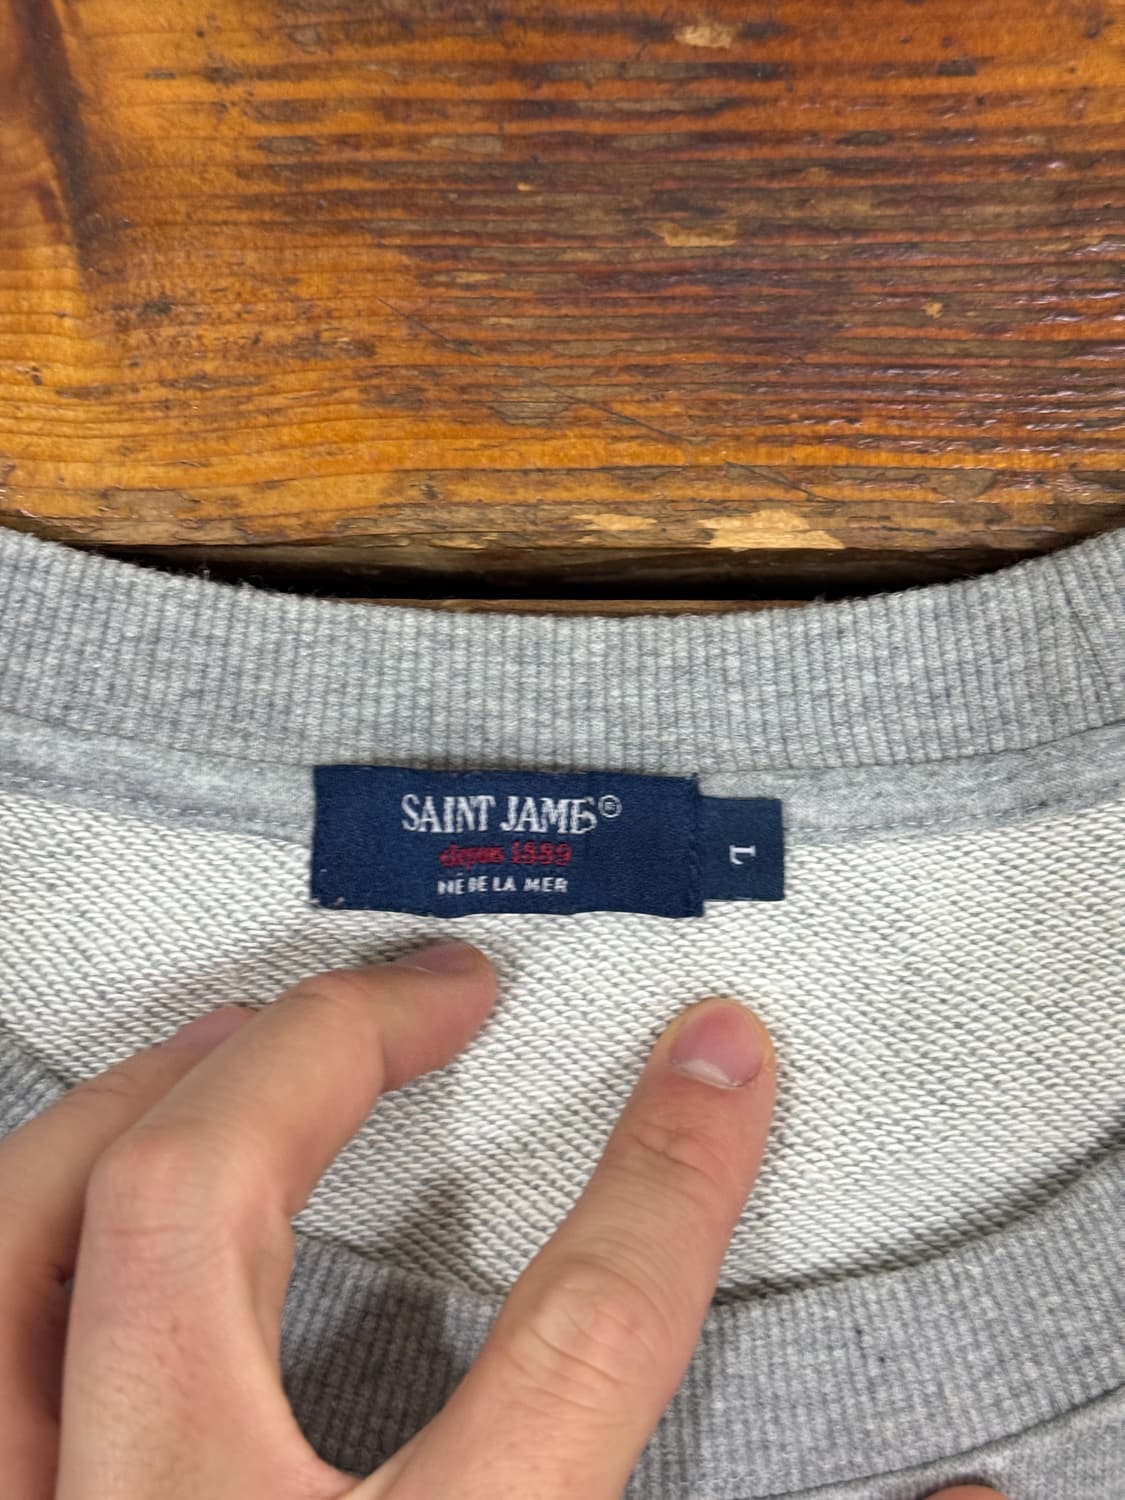 SAINT JAMES®
depuis 1889
NÉ DE LA MER
L